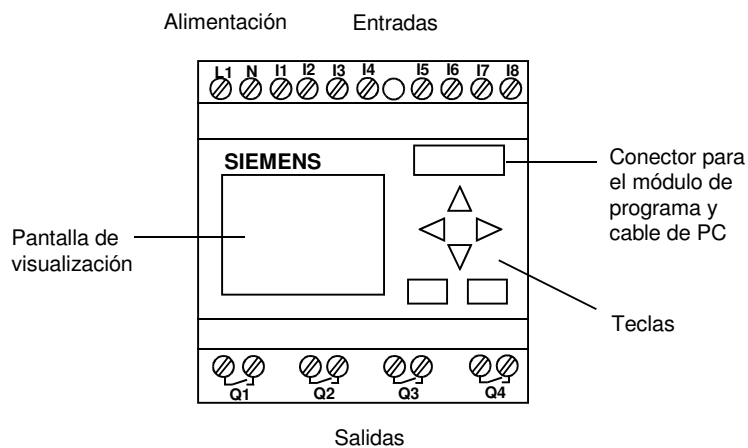 Alimentación Entradas
L1 N I1 I2 I3 I4 I5 I6 I7 I8
SIEMENS
Conector para
el módulo de
programa y
cable de PC
Pantalla de
visualización
Teclas
Q1 Q2 Q3 Q4
Salidas